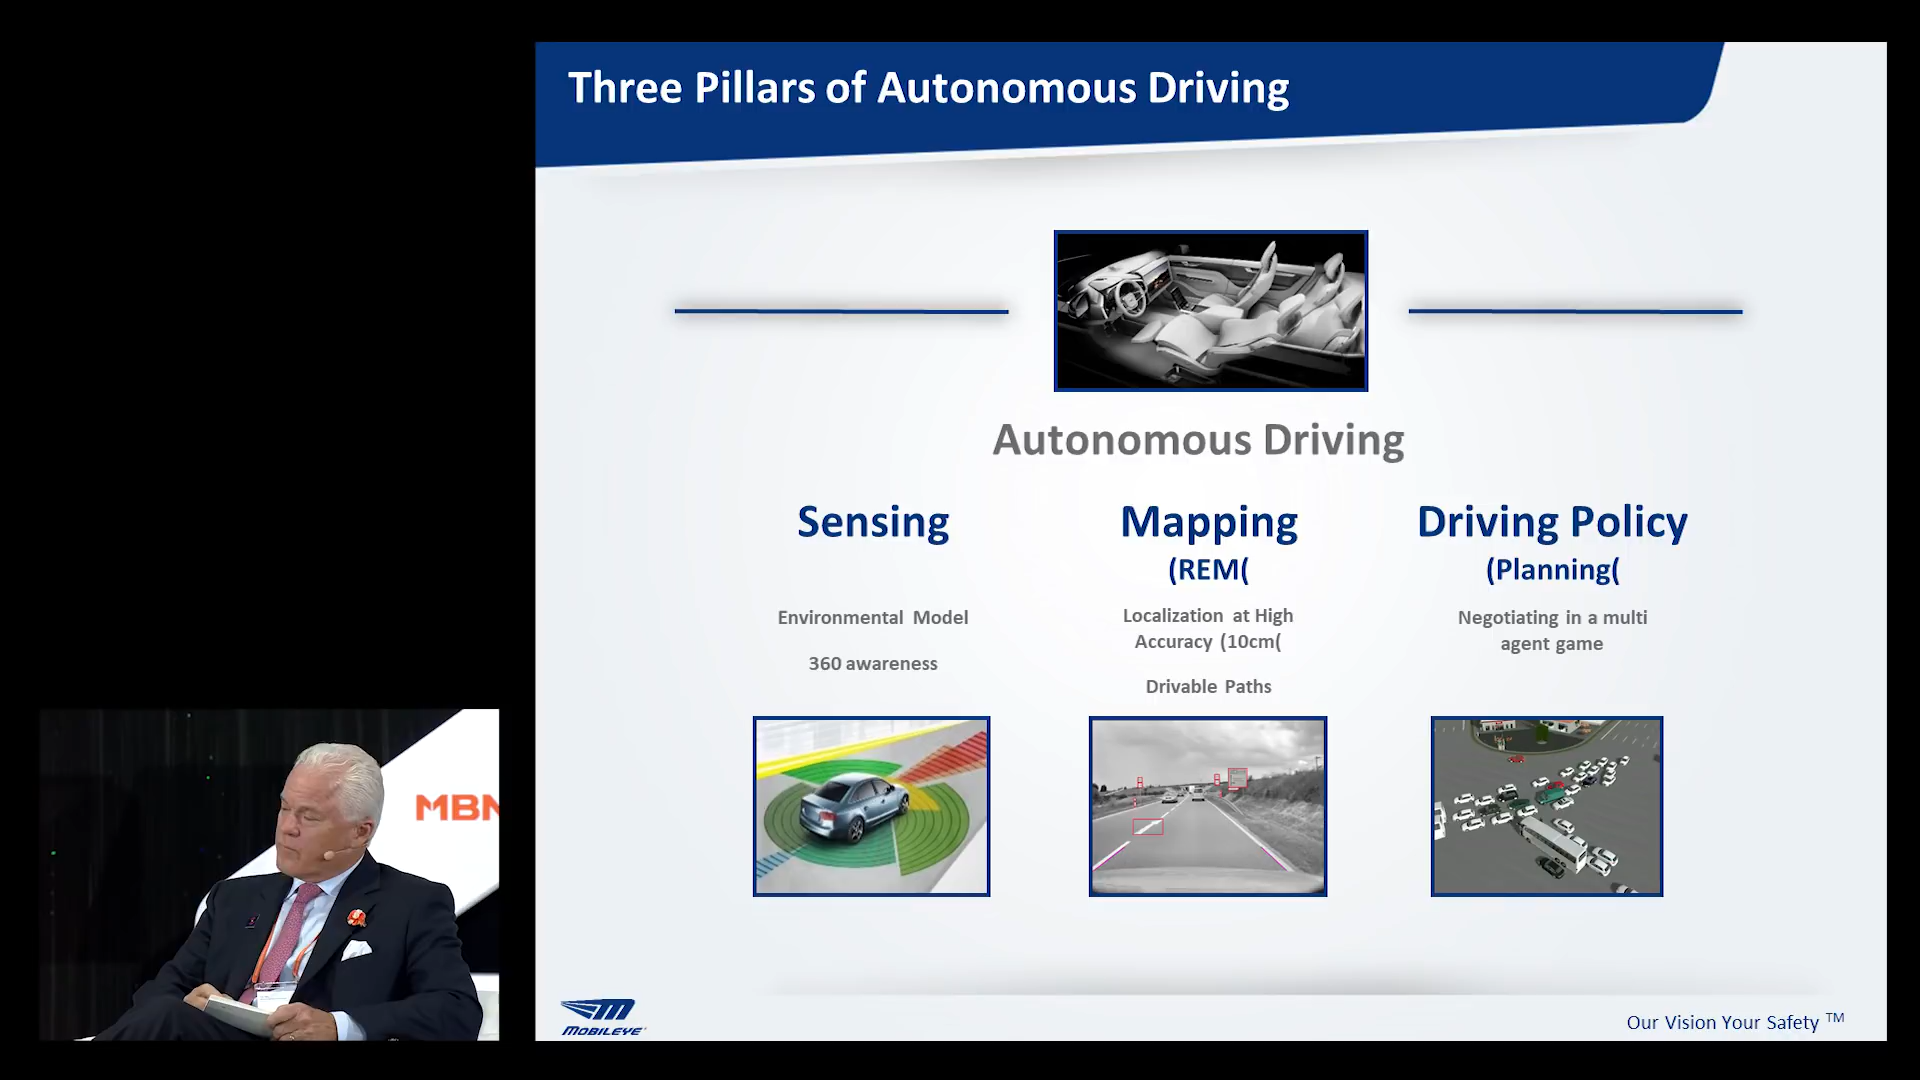 Three Pillars of Autonomous Driving
Autonomous Driving
Sensing
Environmental Model
360 awareness
Mapping
(REM(
Localization at High
Accuracy (10cm(
Drivable Paths
Driving Policy
(Planning(
Negotiating in a multi
agent game
MBN
MOBILEYE
Our Vision Your Safety TM